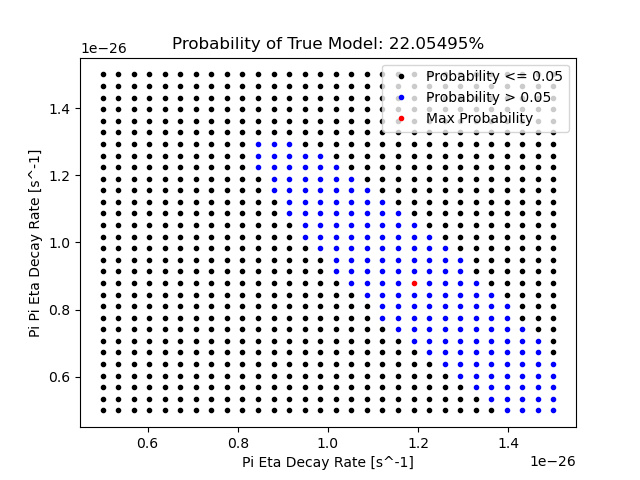 Probability of True Model: 22.05495%
1e−26
Probability <= 0.05
Probability > 0.05
Max Probability
Pi Pi Eta Decay Rate [s^-1]
1.4
1.2
1.0
0.8
0.6
0.6 0.8 1.0 1.2 1.4
Pi Eta Decay Rate [s^-1]
1e−26